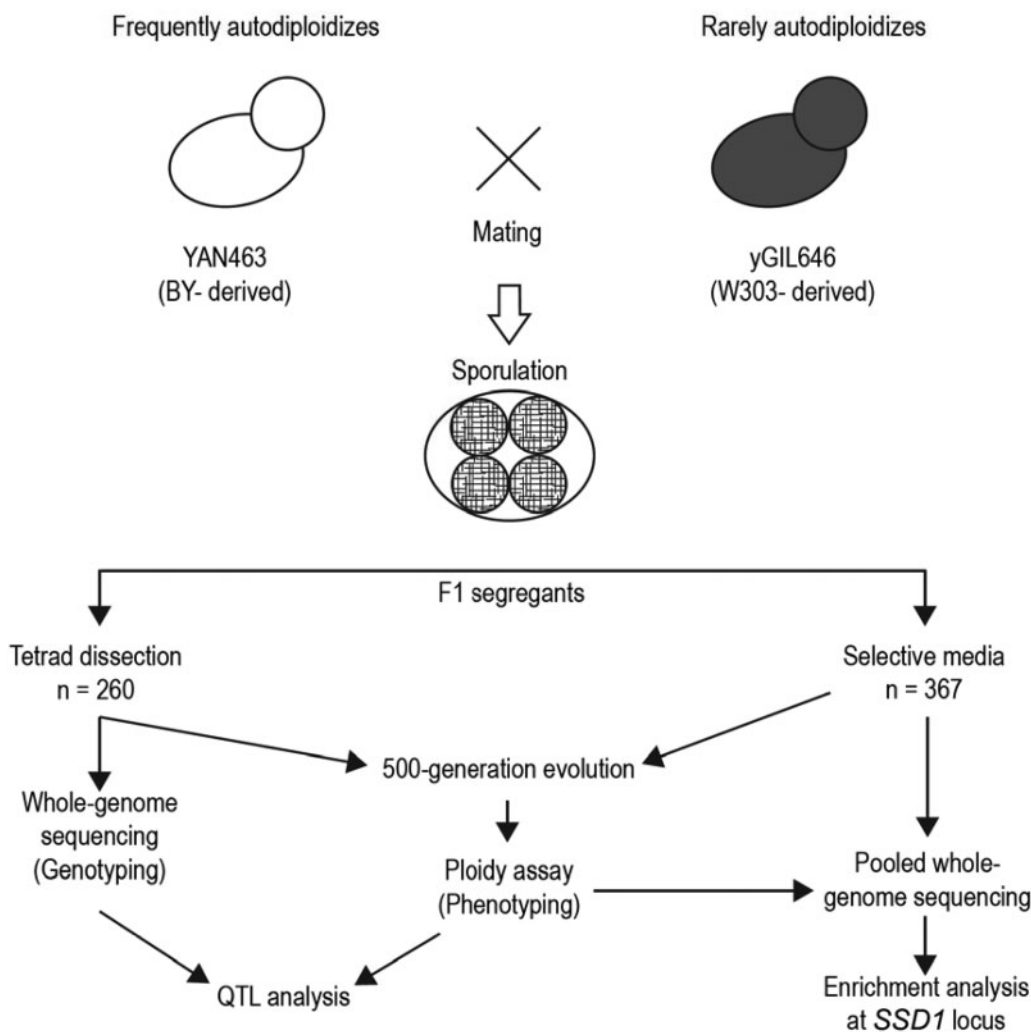 Frequently autodiploidizes
Rarely autodiploidizes
Mating
YAN463
(BY- derived)
yGIL646
(W303- derived)
Sporulation
F1 segregants
Tetrad dissection
n = 260
Selective media
n = 367
500-generation evolution
Whole-genome
sequencing
(Genotyping)
Ploidy assay
(Phenotyping)
Pooled whole-
genome sequencing
QTL analysis
Enrichment analysis
at SSD1 locus